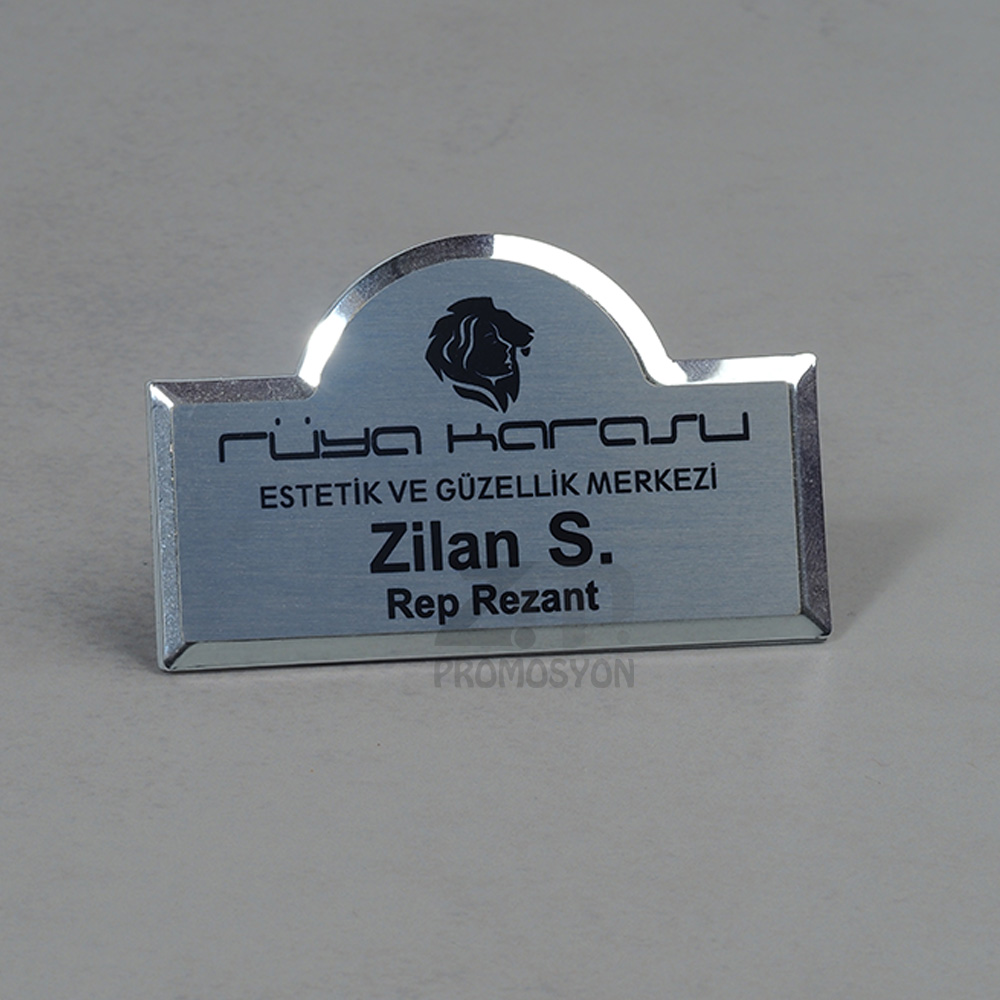 rüya karasu
ESTETİK VE GÜZELLİK MERKEZİ
Zilan S.
Rep Rezant
PROMOSYON